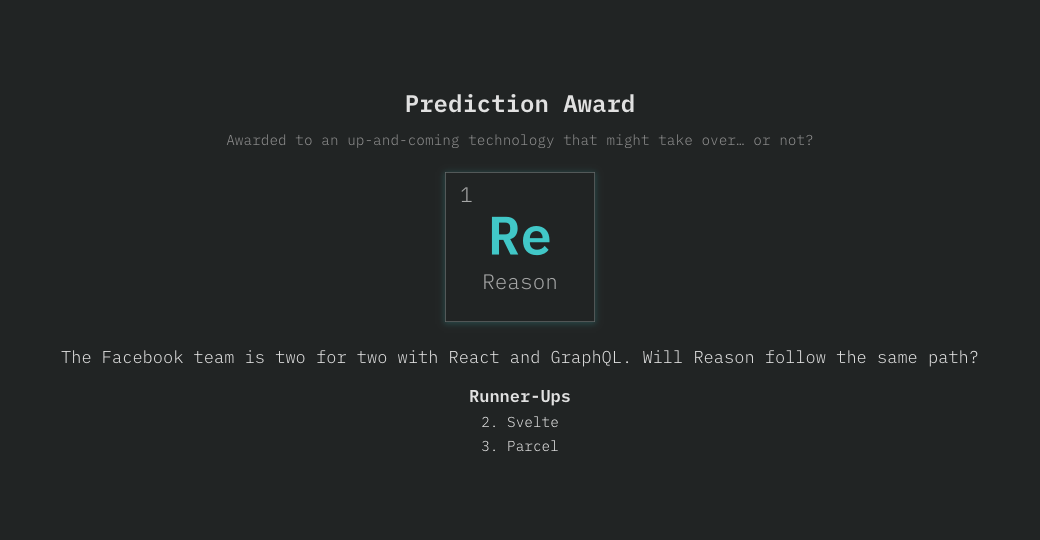 Prediction Award
Awarded to an up-and-coming technology that might take over… or not?
1
Re
Reason
The Facebook team is two for two with React and GraphQL. Will Reason follow the same path?
Runner-Ups
2. Svelte
3. Parcel